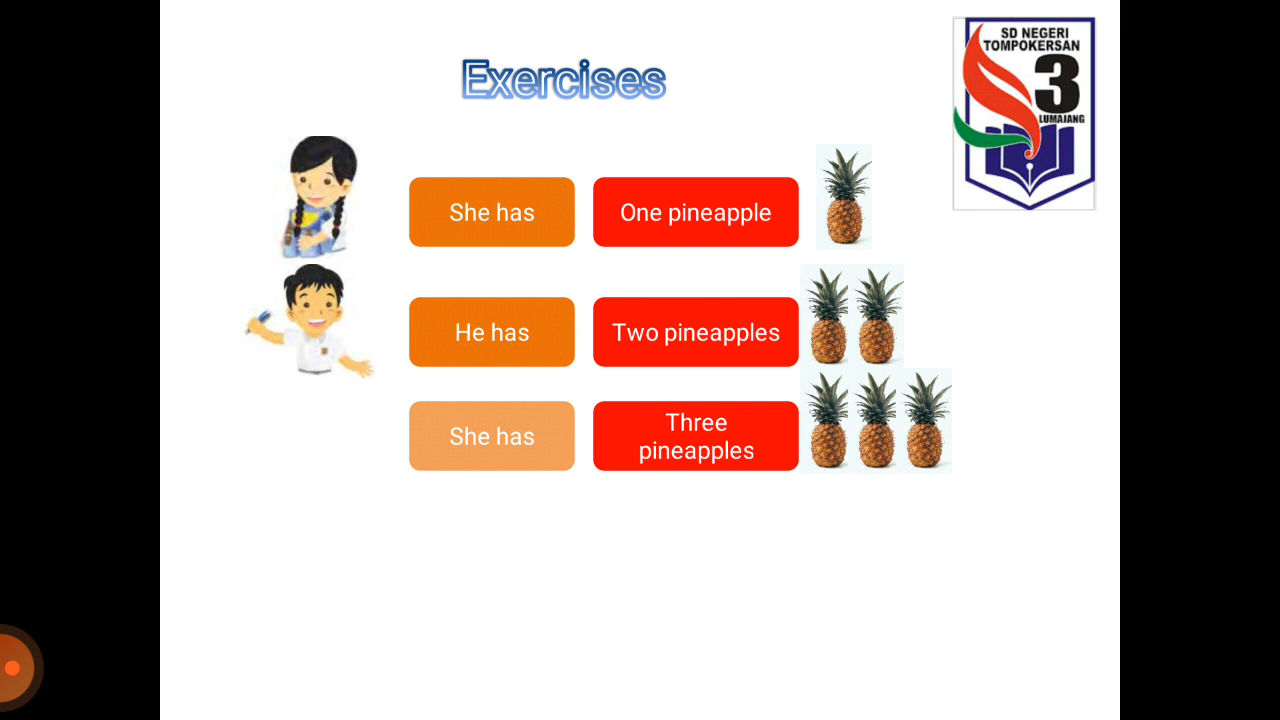 SD NEGERI
TOMPOKERSAN
3
LUMAJANG
Exercises
She has One pineapple
He has Two pineapples
She has Three
pineapples